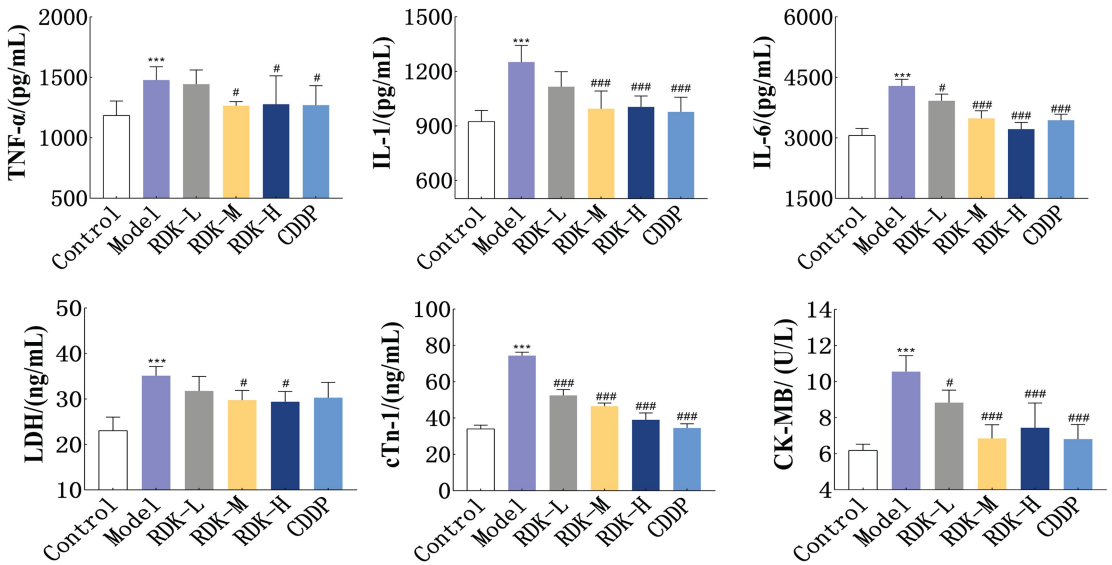 TNF-α/(pg/mL)
2000
1500
1000
500
***
#
#
#
Control
Model
RDK-L
RDK-M
RDK-H
CDDP
IL-1/(pg/mL)
1500
1200
900
600
***
###
###
###
Control
Model
RDK-L
RDK-M
RDK-H
CDDP
IL-6/(pg/mL)
6000
4500
3000
1500
***
#
###
###
###
Control
Model
RDK-L
RDK-M
RDK-H
CDDP
LDH/(ng/mL)
50
40
30
20
10
***
#
#
Control
Model
RDK-L
RDK-M
RDK-H
CDDP
cTn-1/(ng/mL)
100
80
60
40
20
0
***
###
###
###
###
Control
Model
RDK-L
RDK-M
RDK-H
CDDP
CK-MB/ (U/L)
14
12
10
8
6
4
***
#
###
###
###
Control
Model
RDK-L
RDK-M
RDK-H
CDDP